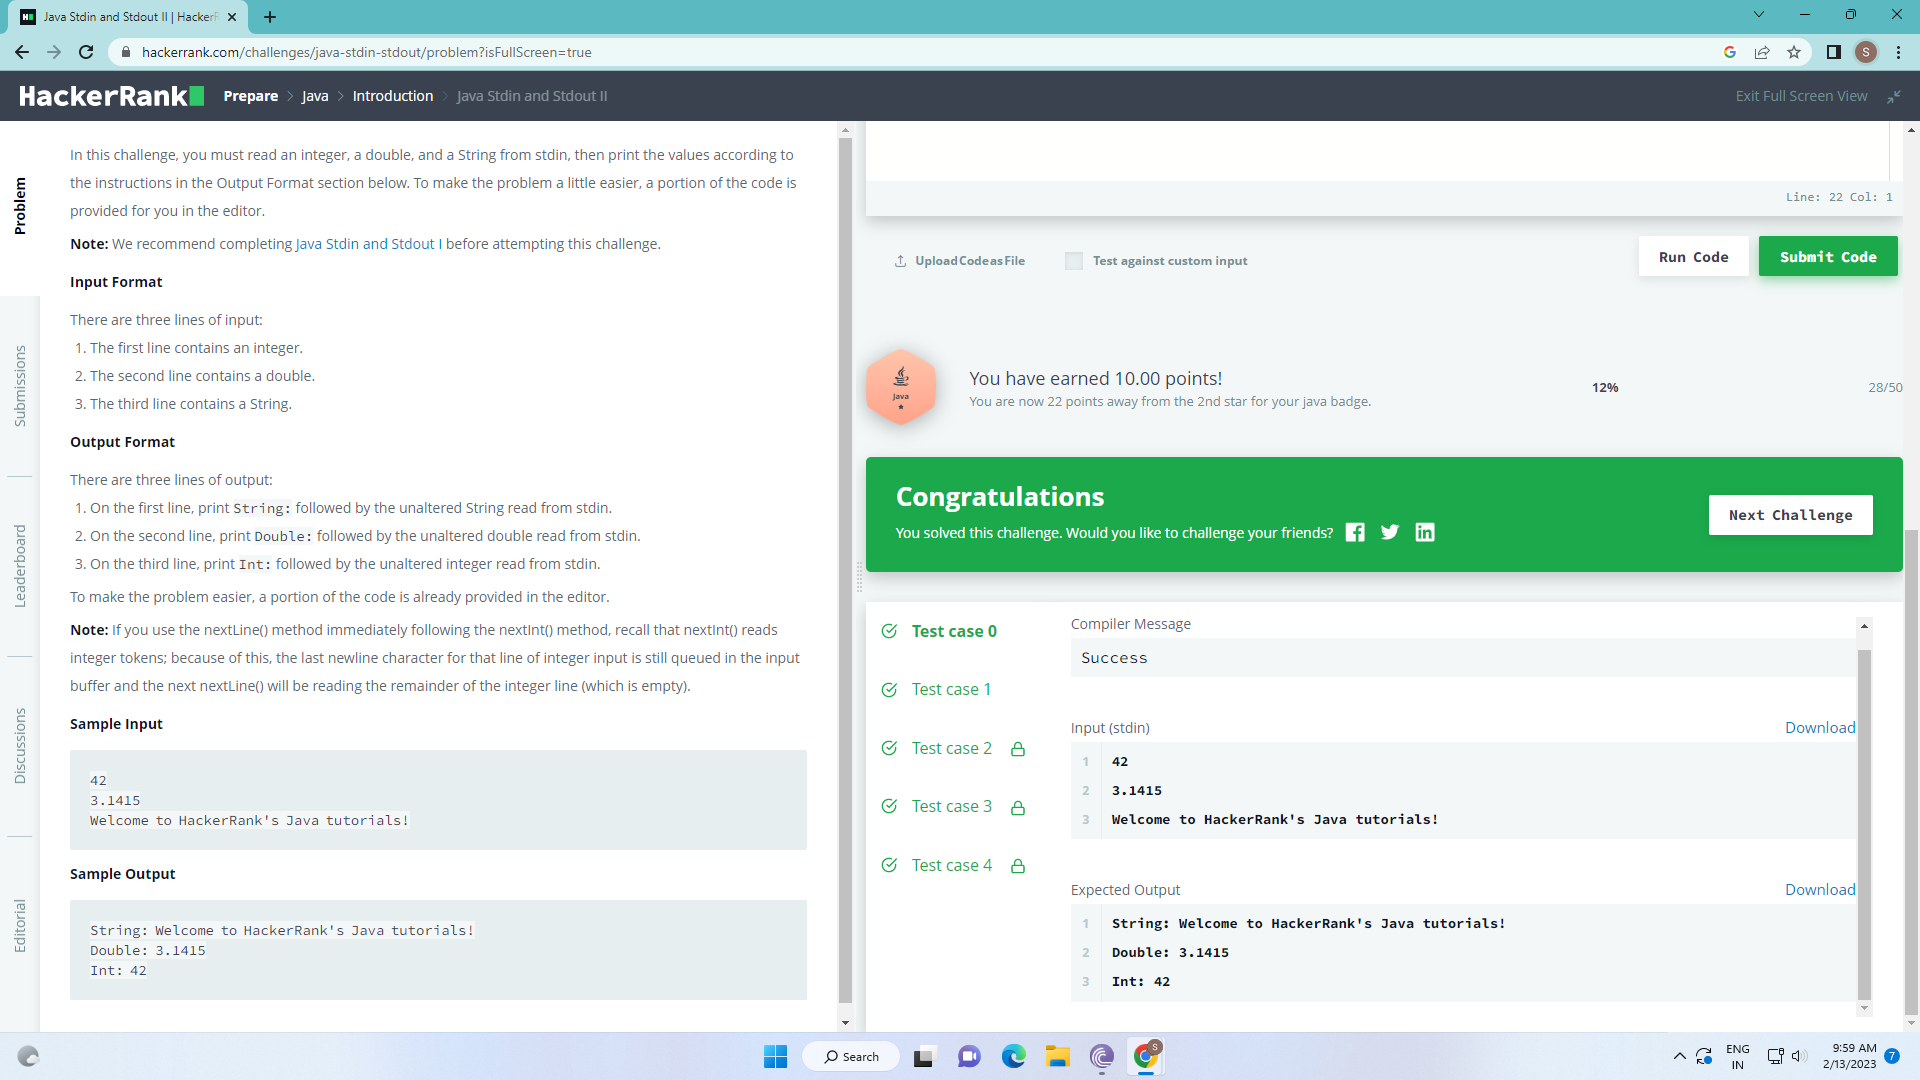 Java Stdin and Stdout II | HackerR
hackerrank.com/challenges/java-stdin-stdout/problem?isFullScreen=true
S
HackerRank
Prepare > Java > Introduction > Java Stdin and Stdout II
Exit Full Screen View
Problem
Submissions
Leaderboard
Discussions
Editorial
In this challenge, you must read an integer, a double, and a String from stdin, then print the values according to
the instructions in the Output Format section below. To make the problem a little easier, a portion of the code is
provided for you in the editor.
Note: We recommend completing Java Stdin and Stdout I before attempting this challenge.
Input Format
There are three lines of input:
1. The first line contains an integer.
2. The second line contains a double.
3. The third line contains a String.
Output Format
There are three lines of output:
1. On the first line, print String: followed by the unaltered String read from stdin.
2. On the second line, print Double: followed by the unaltered double read from stdin.
3. On the third line, print Int: followed by the unaltered integer read from stdin.
To make the problem easier, a portion of the code is already provided in the editor.
Note: If you use the nextLine() method immediately following the nextInt() method, recall that nextInt() reads
integer tokens; because of this, the last newline character for that line of integer input is still queued in the input
buffer and the next nextLine() will be reading the remainder of the integer line (which is empty).
Sample Input
42
3.1415
Welcome to HackerRank's Java tutorials!
Sample Output
String: Welcome to HackerRank's Java tutorials!
Double: 3.1415
Int: 42
Line: 22 Col: 1
Upload Code as File
Test against custom input
Run Code
Submit Code
Java
You have earned 10.00 points!
You are now 22 points away from the 2nd star for your java badge.
12%
28/50
Congratulations
You solved this challenge. Would you like to challenge your friends?
Next Challenge
Test case 0
Test case 1
Test case 2
Test case 3
Test case 4
Compiler Message
Success
Input (stdin)
Download
1 42
2 3.1415
3 Welcome to HackerRank's Java tutorials!
Expected Output
Download
1 String: Welcome to HackerRank's Java tutorials!
2 Double: 3.1415
3 Int: 42
Search
S
ENG
IN
9:59 AM
2/13/2023
7